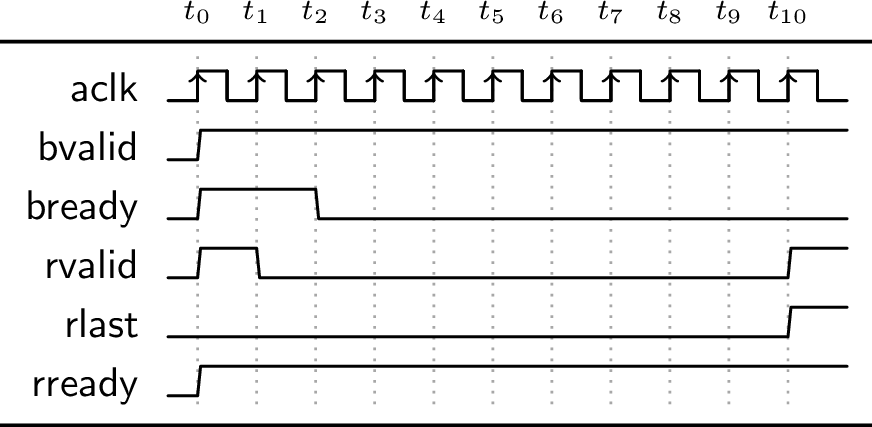 t₀ t₁ t₂ t₃ t₄ t₅ t₆ t₇ t₈ t₉ t₁₀
aclk
bvalid
bready
rvalid
rlast
rready